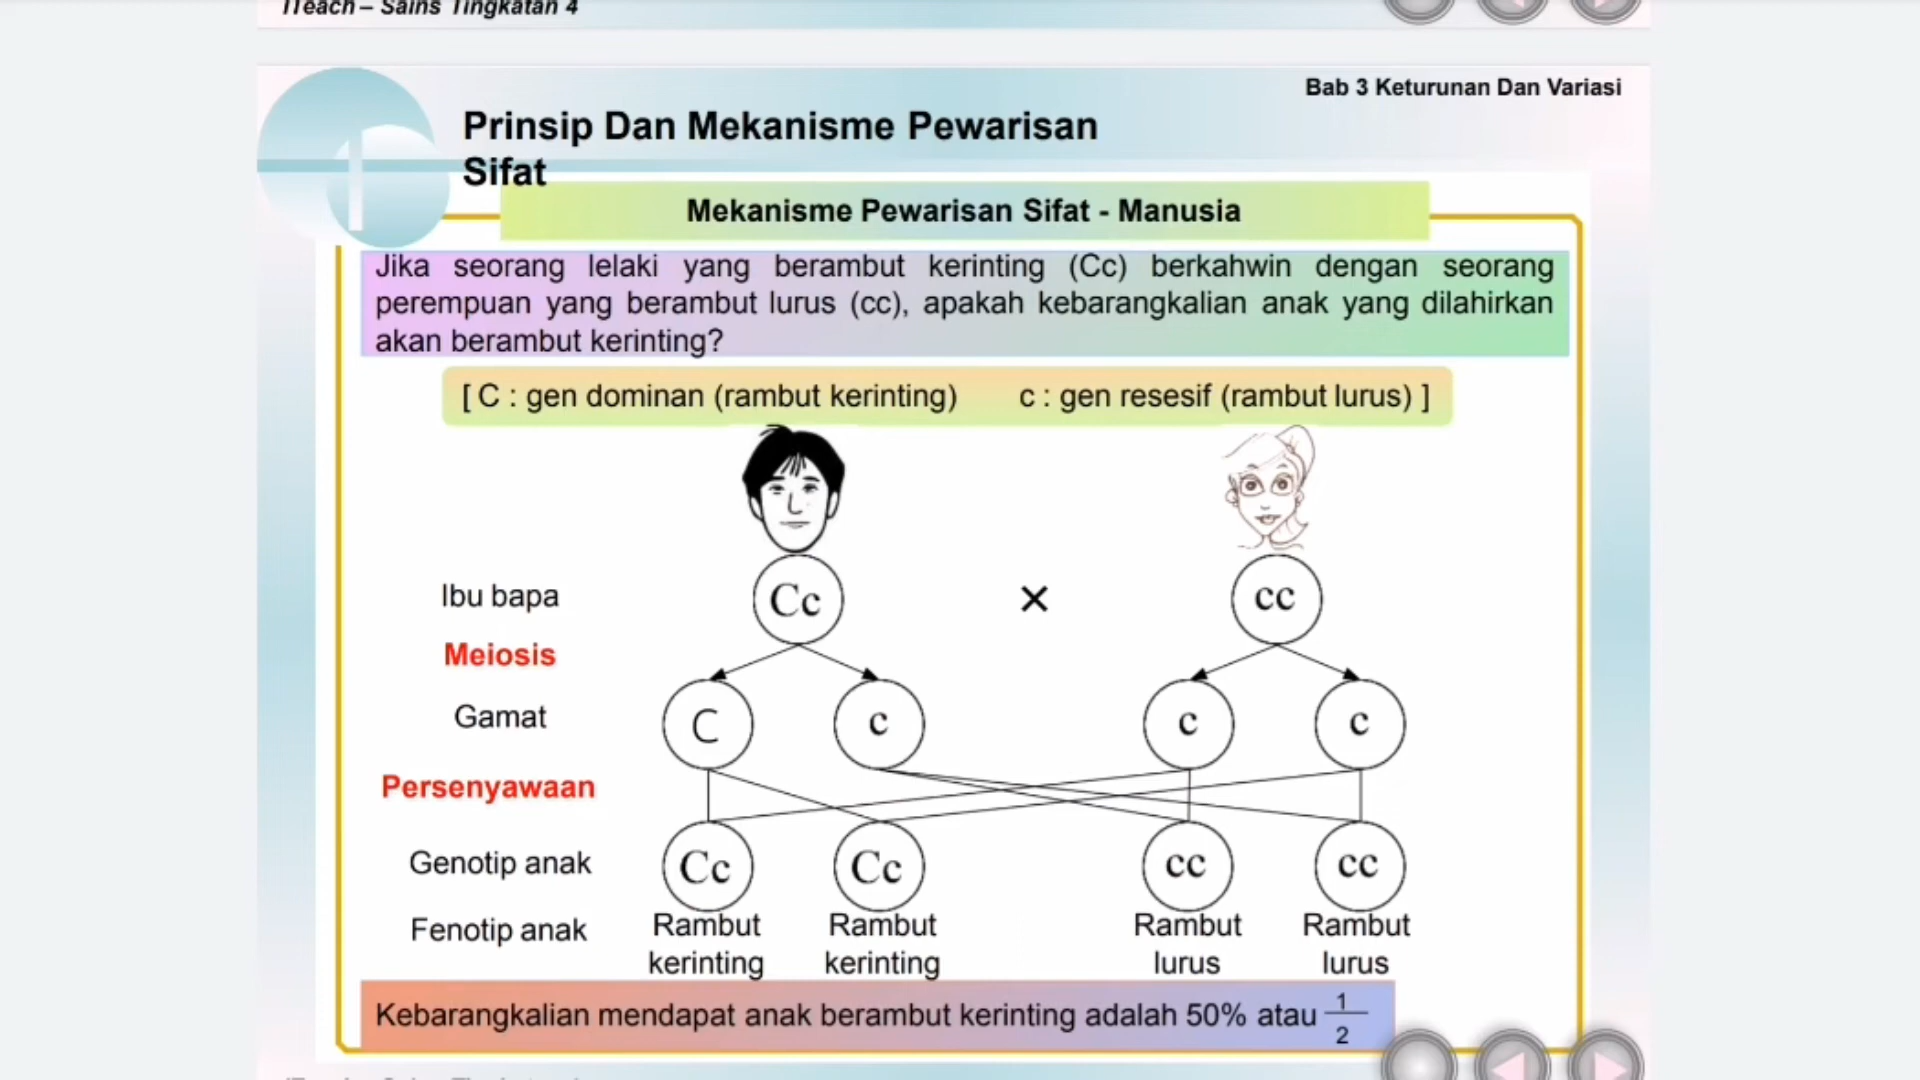 iTeach – Sains Tingkatan 4
Bab 3 Keturunan Dan Variasi
Prinsip Dan Mekanisme Pewarisan
Sifat
Mekanisme Pewarisan Sifat - Manusia
Jika seorang lelaki yang berambut kerinting (Cc) berkahwin dengan seorang
perempuan yang berambut lurus (cc), apakah kebarangkalian anak yang dilahirkan
akan berambut kerinting?
[ C : gen dominan (rambut kerinting) c : gen resesif (rambut lurus) ]
Ibu bapa Cc × cc
Meiosis
Gamat C c c c
Persenyawaan
Genotip anak Cc Cc cc cc
Fenotip anak Rambut Rambut Rambut Rambut
kerinting kerinting lurus lurus
Kebarangkalian mendapat anak berambut kerinting adalah 50% atau 1/2